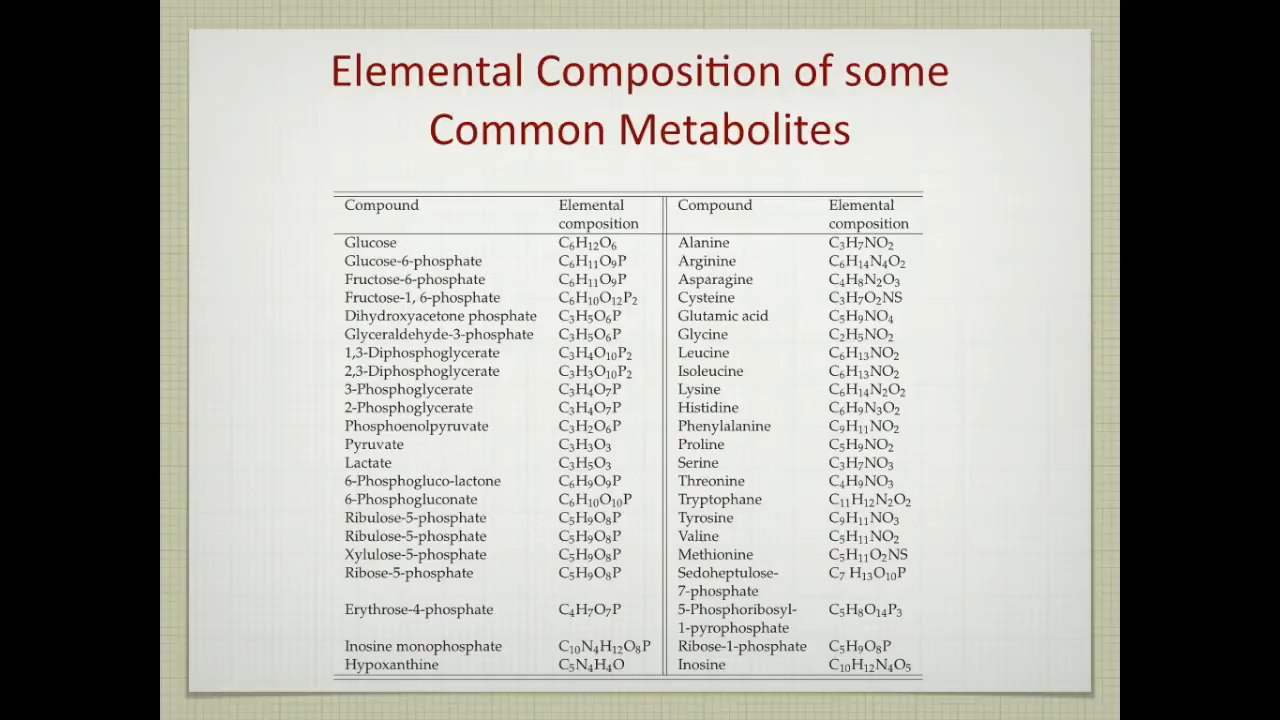 Elemental Composition of some
Common Metabolites
Compound Elemental composition Compound Elemental composition
Glucose C₆H₁₂O₆ Alanine C₃H₇NO₂
Glucose-6-phosphate C₆H₁₁O₉P Arginine C₆H₁₄N₄O₂
Fructose-6-phosphate C₆H₁₁O₉P Asparagine C₄H₈N₂O₃
Fructose-1, 6-phosphate C₆H₁₀O₁₂P₂ Cysteine C₃H₇O₂NS
Dihydroxyacetone phosphate C₃H₅O₆P Glutamic acid C₅H₉NO₄
Glyceraldehyde-3-phosphate C₃H₅O₆P Glycine C₂H₅NO₂
1,3-Diphosphoglycerate C₃H₄O₁₀P₂ Leucine C₆H₁₃NO₂
2,3-Diphosphoglycerate C₃H₃O₁₀P₂ Isoleucine C₆H₁₃NO₂
3-Phosphoglycerate C₃H₄O₇P Lysine C₆H₁₄N₂O₂
2-Phosphoglycerate C₃H₄O₇P Histidine C₆H₉N₃O₂
Phosphoenolpyruvate C₃H₂O₆P Phenylalanine C₉H₁₁NO₂
Pyruvate C₃H₃O₃ Proline C₅H₉NO₂
Lactate C₃H₅O₃ Serine C₃H₇NO₃
6-Phosphogluco-lactone C₆H₉O₉P Threonine C₄H₉NO₃
6-Phosphogluconate C₆H₁₀O₁₀P Tryptophane C₁₁H₁₂N₂O₂
Ribulose-5-phosphate C₅H₉O₈P Tyrosine C₉H₁₁NO₃
Ribulose-5-phosphate C₅H₉O₈P Valine C₅H₁₁NO₂
Xylulose-5-phosphate C₅H₉O₈P Methionine C₅H₁₁O₂NS
Ribose-5-phosphate C₅H₉O₈P Sedoheptulose- C₇ H₁₃O₁₀P
7-phosphate
Erythrose-4-phosphate C₄H₇O₇P 5-Phosphoribosyl- C₅H₈O₁₄P₃
1-pyrophosphate
Inosine monophosphate C₁₀N₄H₁₂O₈P Ribose-1-phosphate C₅H₉O₈P
Hypoxanthine C₅N₄H₄O Inosine C₁₀H₁₂N₄O₅